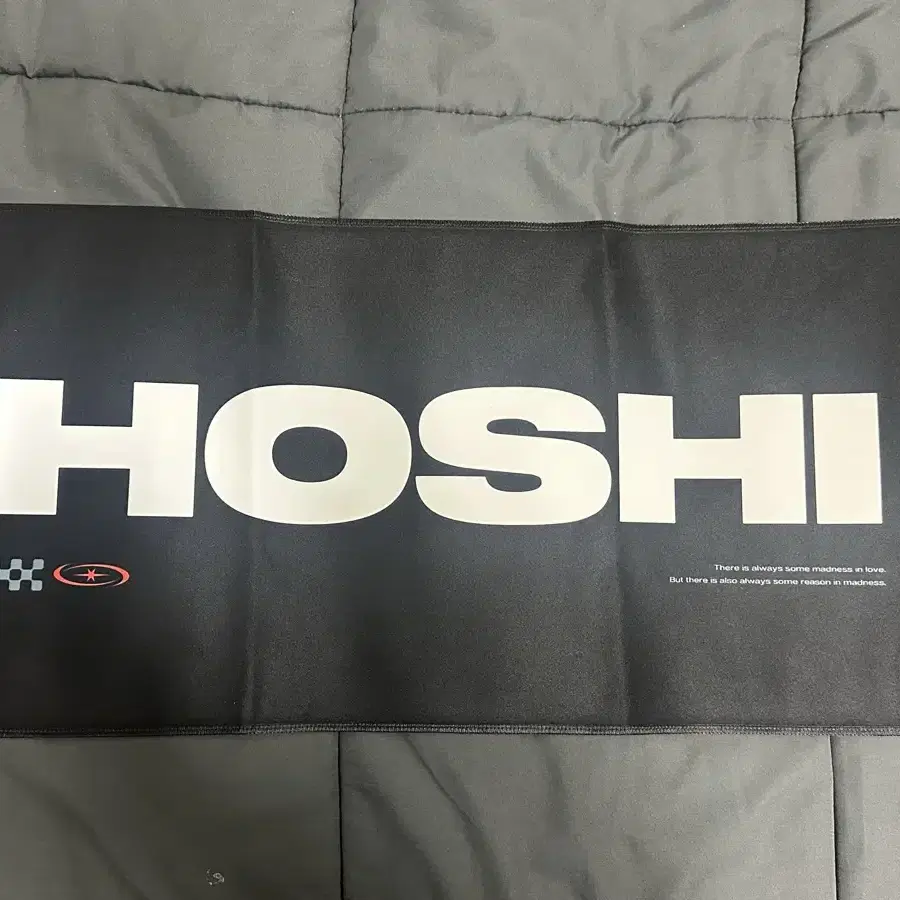 HOSHI
There is always some madness in love.
But there is also always some reason in madness.